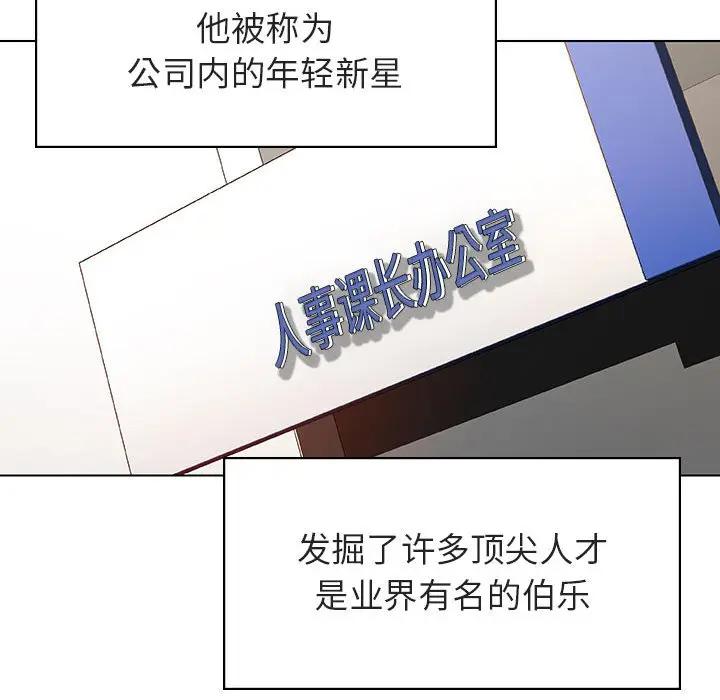 他被称为
公司内的年轻新星
人事课长办公室
发掘了许多顶尖人才
是业界有名的伯乐